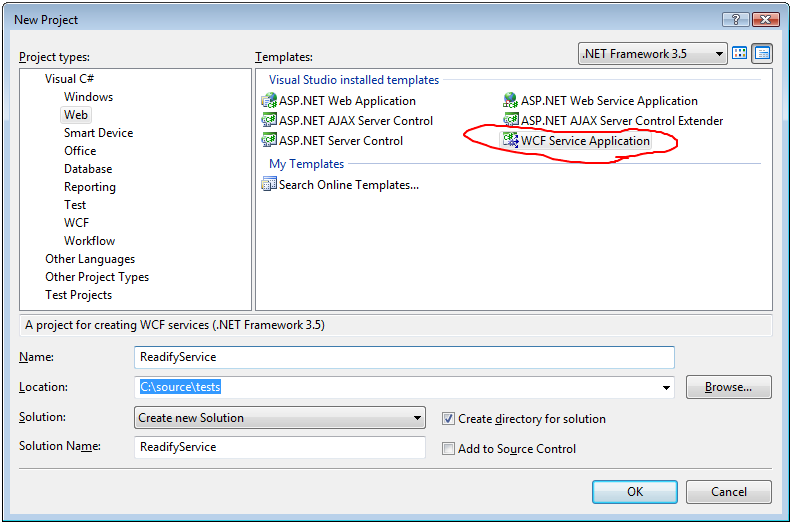 New Project
Project types:
Templates:
.NET Framework 3.5
Visual C#
Windows
Web
Smart Device
Office
Database
Reporting
Test
WCF
Workflow
Other Languages
Other Project Types
Test Projects
Visual Studio installed templates
ASP.NET Web Application
ASP.NET Web Service Application
ASP.NET AJAX Server Control
ASP.NET AJAX Server Control Extender
ASP.NET Server Control
WCF Service Application
My Templates
Search Online Templates...
A project for creating WCF services (.NET Framework 3.5)
Name:
ReadifyService
Location:
C:\source\tests
Browse...
Solution:
Create new Solution
Create directory for solution
Solution Name:
ReadifyService
Add to Source Control
OK
Cancel